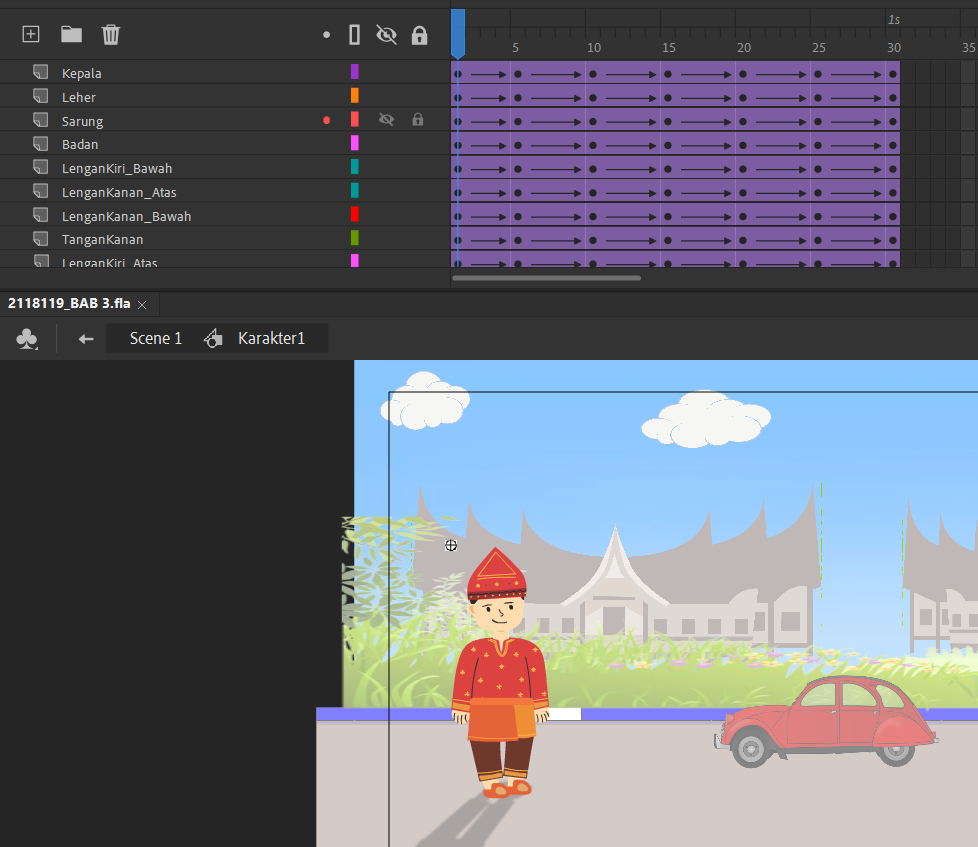 1s
5 10 15 20 25 30 35
Kepala
Leher
Sarung
Badan
LenganKiri_Bawah
LenganKanan_Atas
LenganKanan_Bawah
TanganKanan
LenganKiri_Atas
2118119_BAB 3.fla
Scene 1 Karakter1